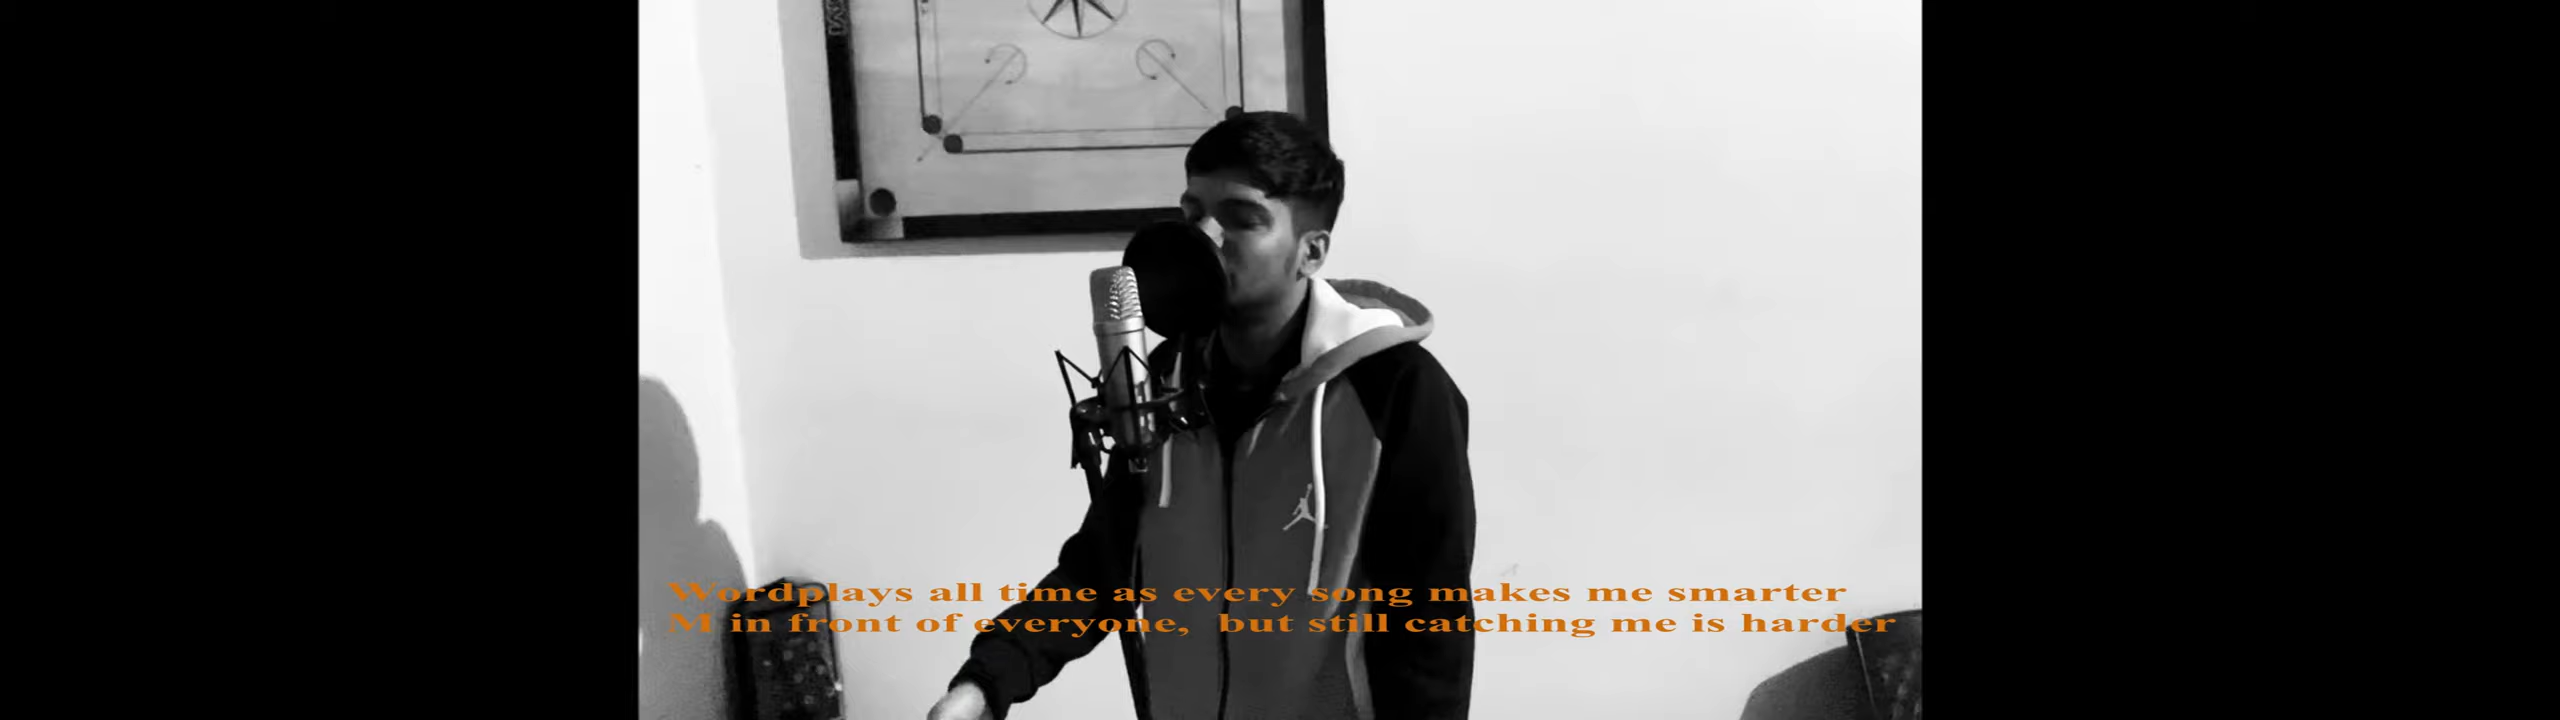 Wordplays all time as every song makes me smarter
M in front of everyone, but still catching me is harder